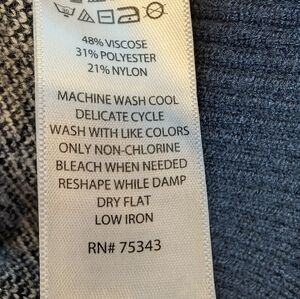 48% VISCOSE
31% POLYESTER
21% NYLON
MACHINE WASH COOL
DELICATE CYCLE
WASH WITH LIKE COLORS
ONLY NON-CHLORINE
BLEACH WHEN NEEDED
RESHAPE WHILE DAMP
DRY FLAT
LOW IRON
RN# 75343